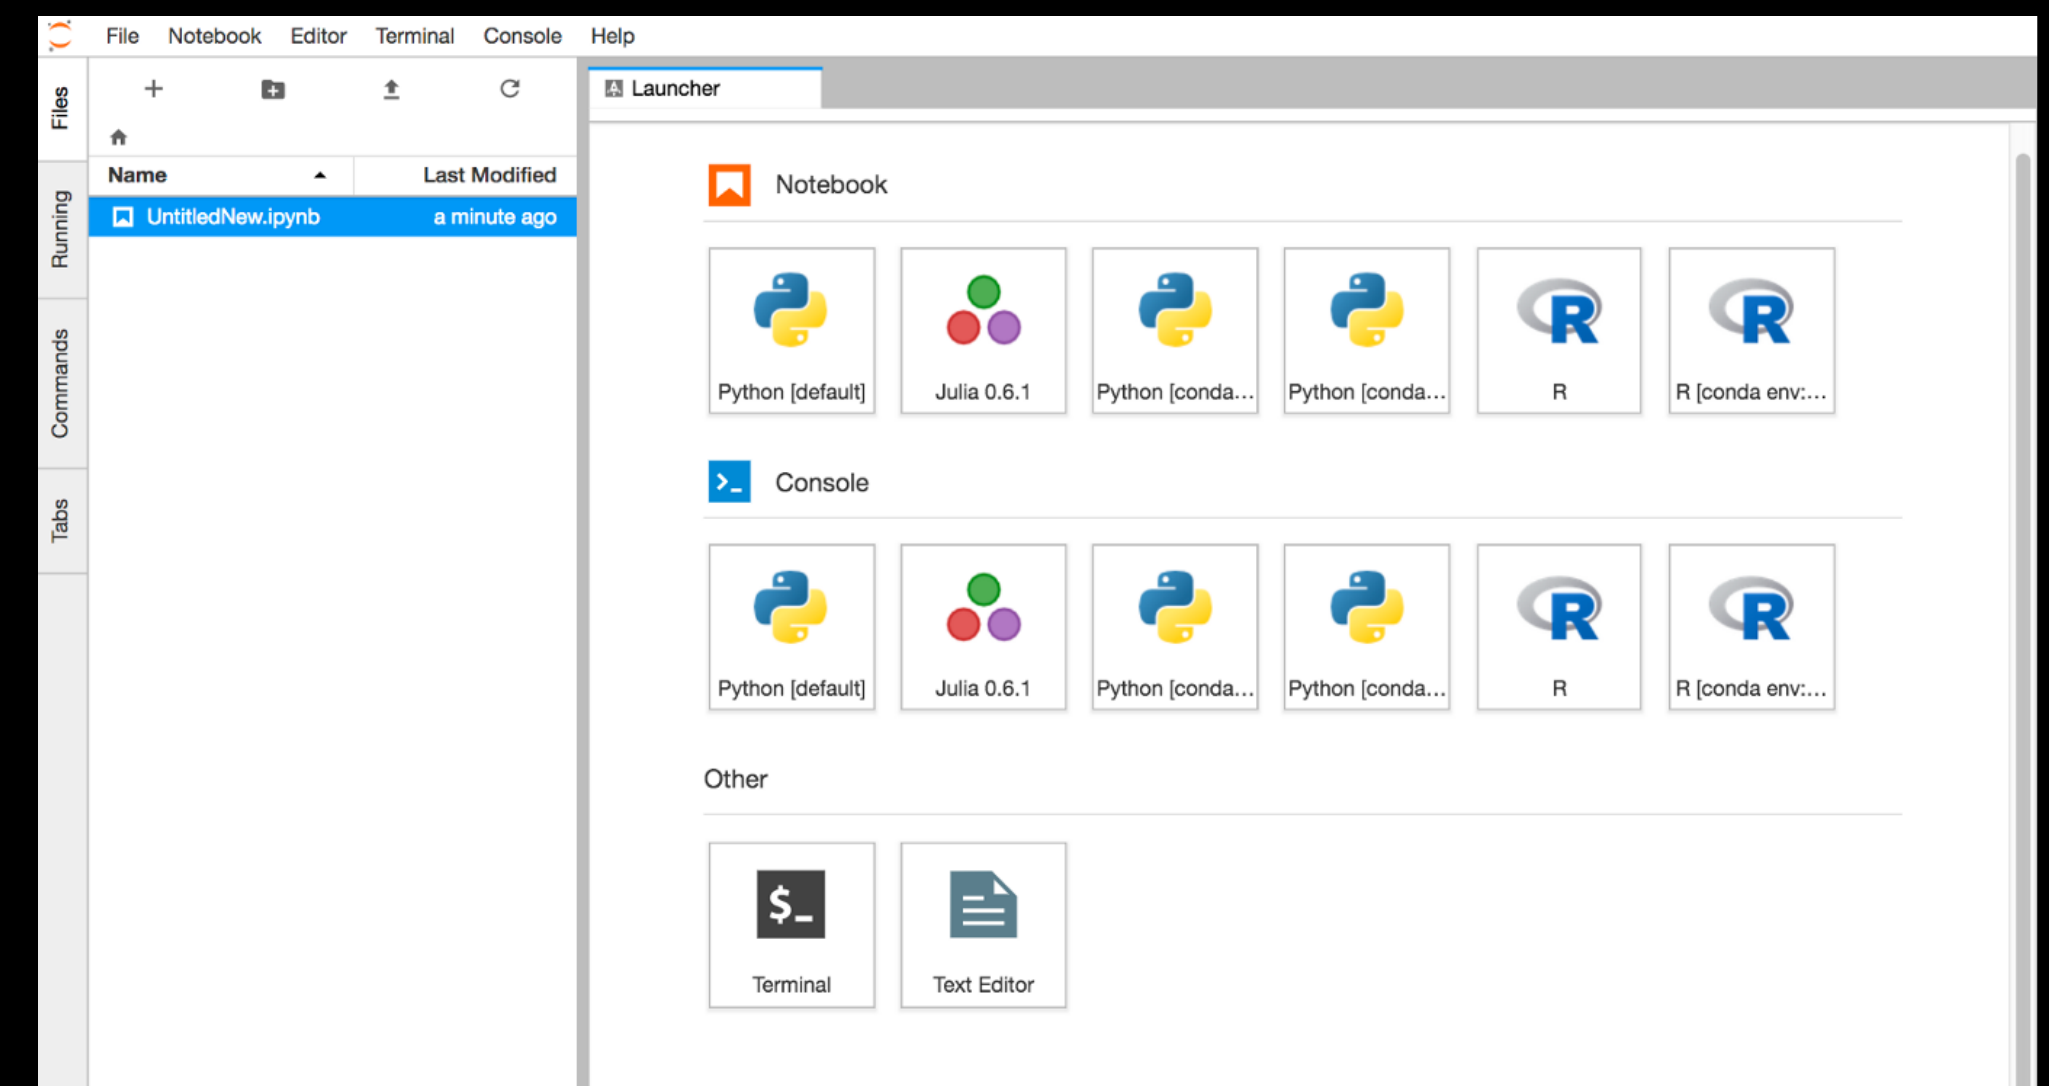 File Notebook Editor Terminal Console Help
Files
Running
Commands
Tabs
Name Last Modified
UntitledNew.ipynb a minute ago
Launcher
Notebook
Python [default] Julia 0.6.1 Python [conda... Python [conda... R R [conda env:...
Console
Python [default] Julia 0.6.1 Python [conda... Python [conda... R R [conda env:...
Other
$_
Terminal Text Editor